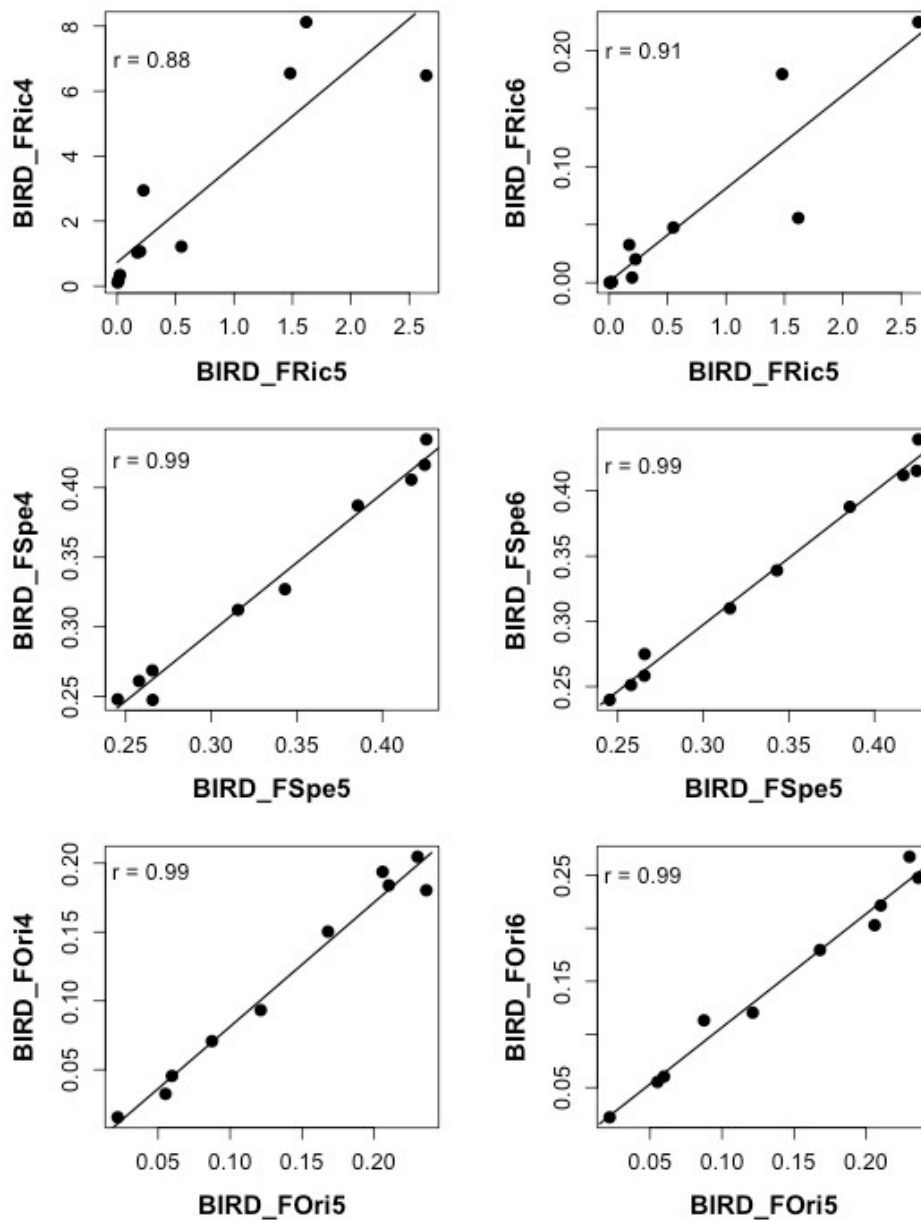 r = 0.88
BIRD_FRic4
0 2 4 6 8
0.0 0.5 1.0 1.5 2.0 2.5
BIRD_FRic5
r = 0.91
BIRD_FRic6
0.00 0.10 0.20
0.0 0.5 1.0 1.5 2.0 2.5
BIRD_FRic5
r = 0.99
BIRD_FSpe4
0.25 0.30 0.35 0.40
0.25 0.30 0.35 0.40
BIRD_FSpe5
r = 0.99
BIRD_FSpe6
0.25 0.30 0.35 0.40
0.25 0.30 0.35 0.40
BIRD_FSpe5
r = 0.99
BIRD_FOri4
0.05 0.10 0.15 0.20
0.05 0.10 0.15 0.20
BIRD_FOri5
r = 0.99
BIRD_FOri6
0.05 0.15 0.25
0.05 0.10 0.15 0.20
BIRD_FOri5